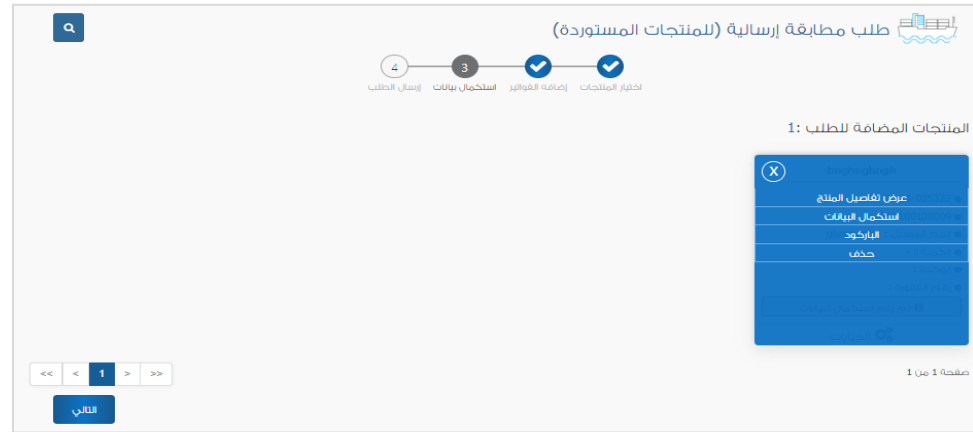 طلب مطابقة إرسالية (للمنتجات المستوردة)
3 4
اختيار المنتجات إضافة الفواتير استكمال بيانات إرسال الطلب
المنتجات المضافة للطلب :1
X
عرض تفاصيل المنتج
استكمال البيانات
الباركود
حذف
صفحة 1 من 1
<< < 1 > >>
التالي